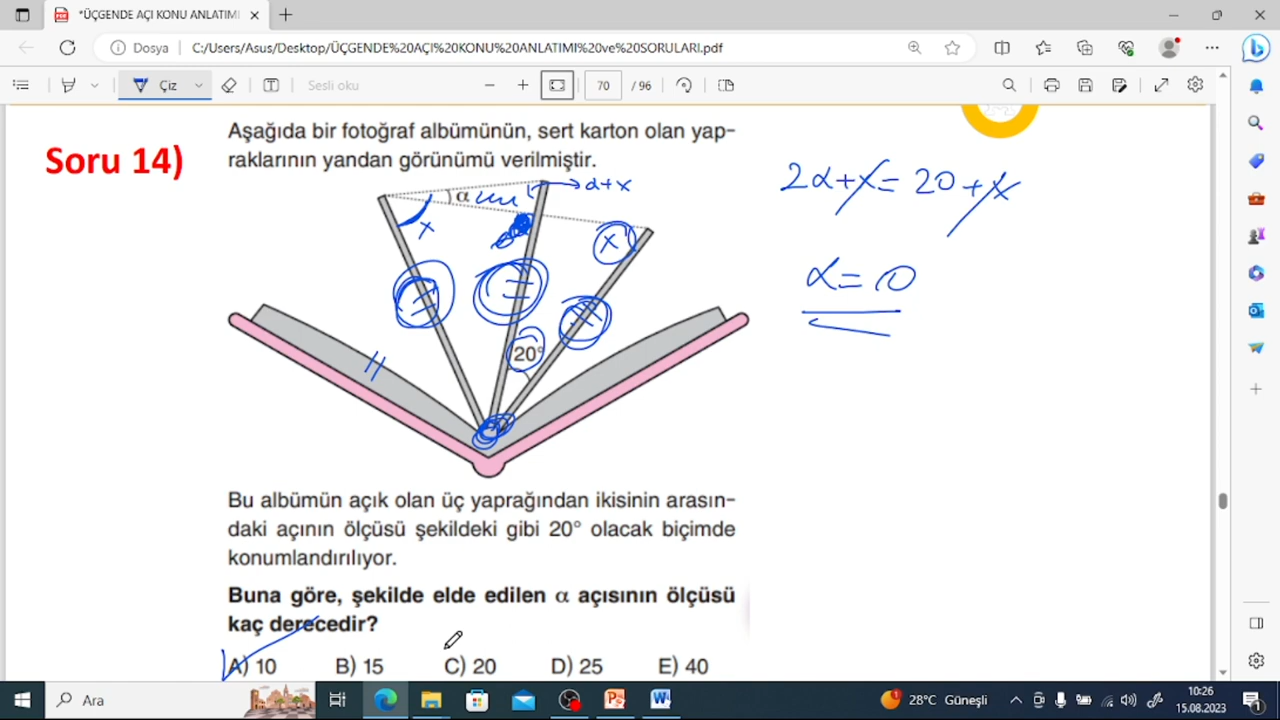 *ÜÇGENDE AÇI KONU ANLATIMI
Dosya
C:/Users/Asus/Desktop/ÜÇGENDE%20AÇI%20KONU%20ANLATIMI%20ve%20SORULARI.pdf
Çiz
Sesli oku
70 / 96
Soru 14)
Aşağıda bir fotoğraf albümünün, sert karton olan yap-
raklarının yandan görünümü verilmiştir.
α
α+x
x
x
20°
2α+x=20+x
α=10
Bu albümün açık olan üç yaprağından ikisinin arasın-
daki açının ölçüsü şekildeki gibi 20° olacak biçimde
konumlandırılıyor.
Buna göre, şekilde elde edilen α açısının ölçüsü
kaç derecedir?
A) 10 B) 15 C) 20 D) 25 E) 40
Ara
28°C Güneşli
10:26
15.08.2023
1